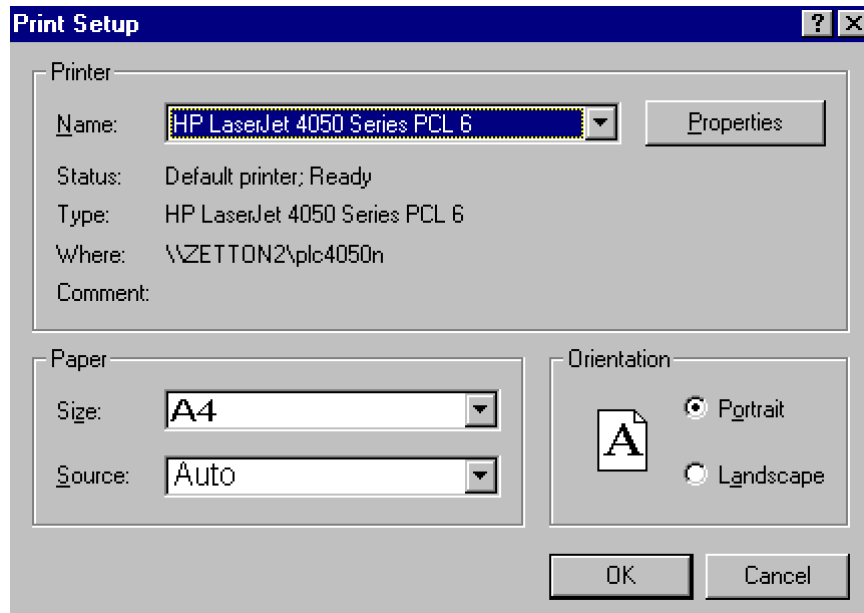 Print Setup
Printer
Name: HP LaserJet 4050 Series PCL 6 Properties
Status: Default printer; Ready
Type: HP LaserJet 4050 Series PCL 6
Where: \\ZETTON2\plc4050n
Comment:
Paper
Size: A4
Source: Auto
Orientation
A
Portrait
Landscape
OK Cancel